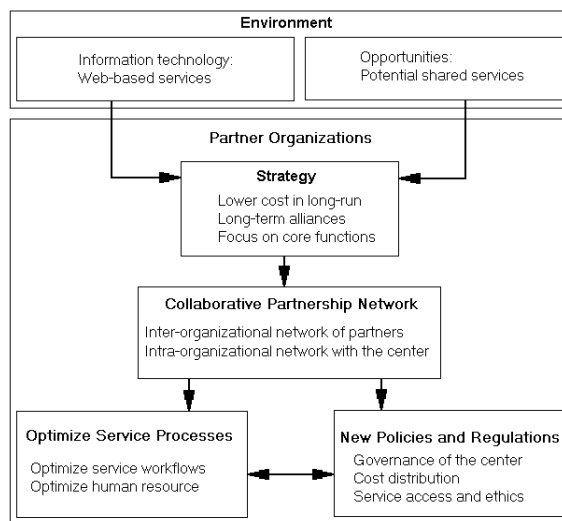 Environment
Information technology:
Web-based services
Opportunities:
Potential shared services
Partner Organizations
Strategy
Lower cost in long-run
Long-term alliances
Focus on core functions
Collaborative Partnership Network
Inter-organizational network of partners
Intra-organizational network with the center
Optimize Service Processes
Optimize service workflows
Optimize human resource
New Policies and Regulations
Governance of the center
Cost distribution
Service access and ethics